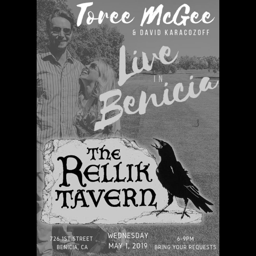 Toree McGee
& DAVID KARACOZOFF
Live
IN
Benicia
THE
RELLIK
TAVERN
726 1ST STREET
BENICIA, CA
WEDNESDAY
MAY 1, 2019
6-9PM
BRING YOUR REQUESTS